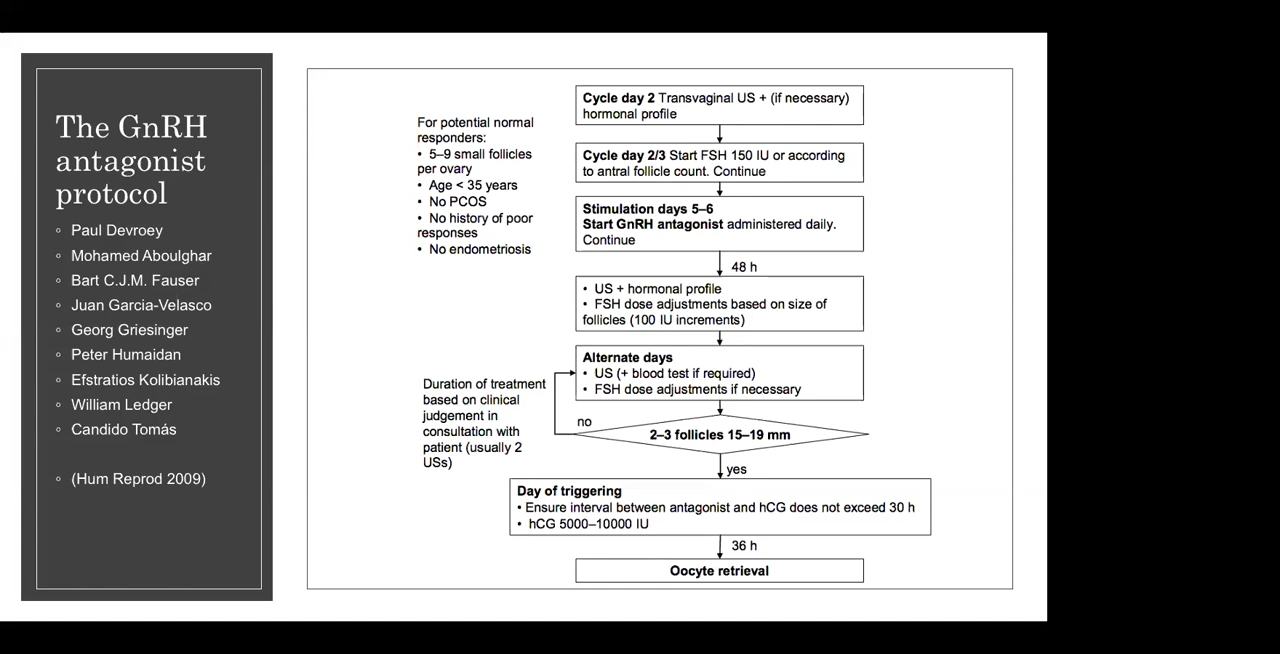 The GnRH
antagonist
protocol
◦ Paul Devroey
◦ Mohamed Aboulghar
◦ Bart C.J.M. Fauser
◦ Juan Garcia-Velasco
◦ Georg Griesinger
◦ Peter Humaidan
◦ Efstratios Kolibianakis
◦ William Ledger
◦ Candido Tomás
◦ (Hum Reprod 2009)
For potential normal
responders:
• 5–9 small follicles
per ovary
• Age < 35 years
• No PCOS
• No history of poor
responses
• No endometriosis
Cycle day 2 Transvaginal US + (if necessary)
hormonal profile
Cycle day 2/3 Start FSH 150 IU or according
to antral follicle count. Continue
Stimulation days 5–6
Start GnRH antagonist administered daily.
Continue
48 h
• US + hormonal profile
• FSH dose adjustments based on size of
follicles (100 IU increments)
Alternate days
• US (+ blood test if required)
• FSH dose adjustments if necessary
Duration of treatment
based on clinical
judgement in
consultation with
patient (usually 2
USs)
no
2–3 follicles 15–19 mm
yes
Day of triggering
• Ensure interval between antagonist and hCG does not exceed 30 h
• hCG 5000–10000 IU
36 h
Oocyte retrieval